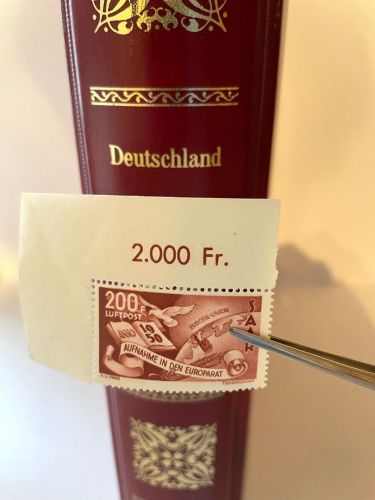 Deutschland
2.000 Fr.
200F
LUFTPOST
EUROPA-UNION
SAAR
1950
AUFNAHME IN DEN EUROPARAT